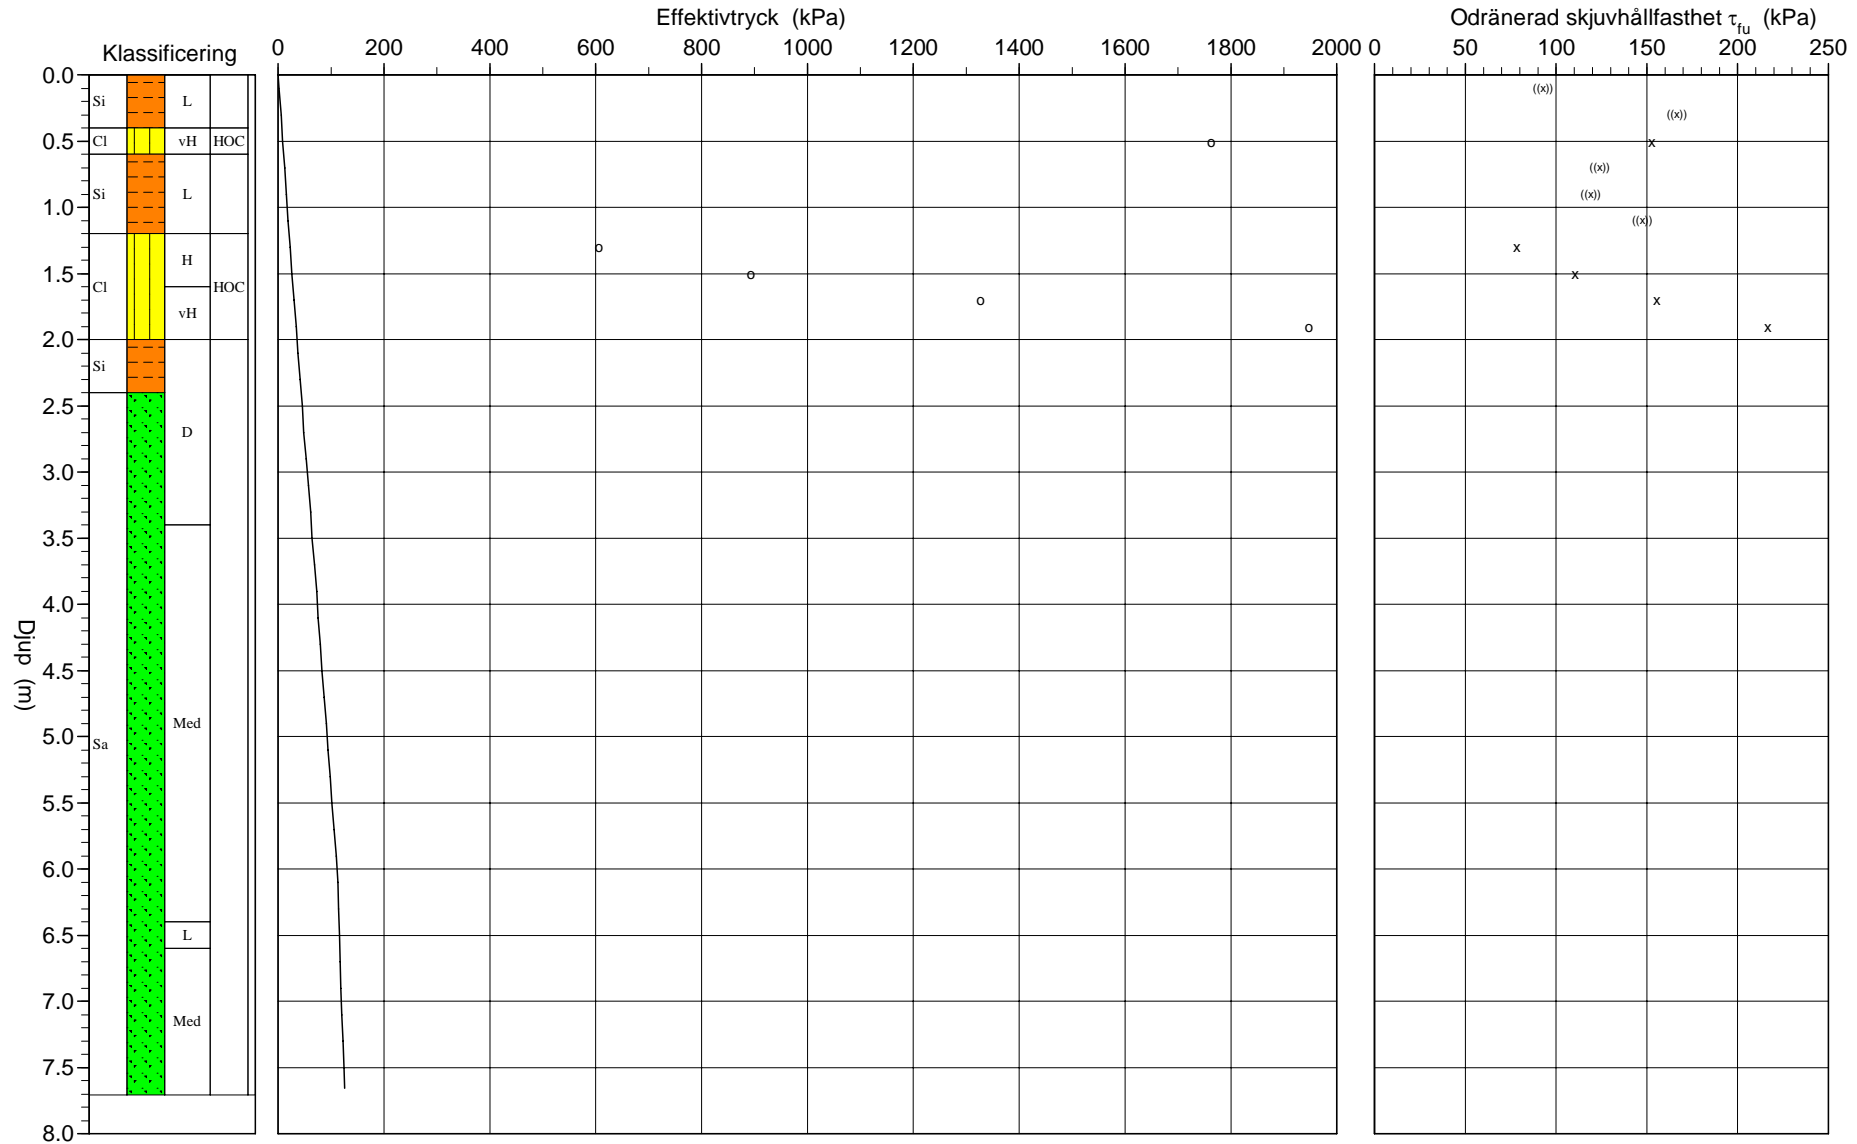 Effektivtryck (kPa)
Odränerad skjuvhållfasthet τfu (kPa)
Klassificering
0 200 400 600 800 1000 1200 1400 1600 1800 2000
0 50 100 150 200 250
0.0
Si L
((x))
((x))
0.5
Cl vH HOC
o
x
((x))
Si L
((x))
1.0
((x))
H
o
x
1.5
o
x
Cl HOC
vH
o
x
o
x
2.0
Si
2.5
D
3.0
3.5
4.0
4.5
Djup (m)
Med
5.0
Sa
5.5
6.0
6.5
L
7.0
Med
7.5
8.0